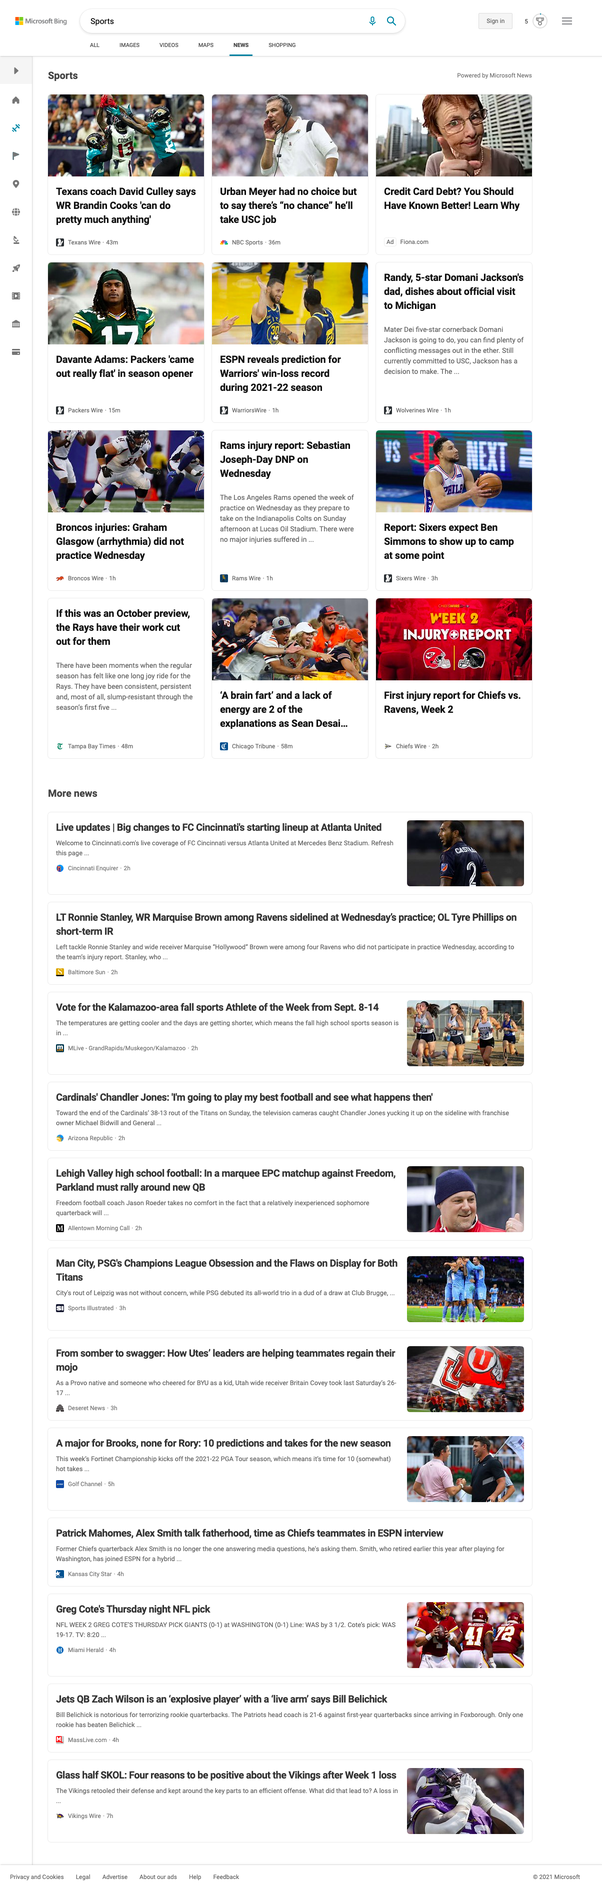 Microsoft Bing
Sports
Sign in
5
ALL
IMAGES
VIDEOS
MAPS
NEWS
SHOPPING
Sports
Powered by Microsoft News
Texans coach David Culley says
WR Brandin Cooks 'can do
pretty much anything'
Texans Wire · 43m
Urban Meyer had no choice but
to say there's "no chance" he'll
take USC job
NBC Sports · 36m
Credit Card Debt? You Should
Have Known Better! Learn Why
Ad Fiona.com
17
Davante Adams: Packers 'came
out really flat' in season opener
Packers Wire · 15m
ESPN reveals prediction for
Warriors' win-loss record
during 2021-22 season
WarriorsWire · 1h
Randy, 5-star Domani Jackson's
dad, dishes about official visit
to Michigan
Mater Dei five-star cornerback Domani
Jackson is going to do, you can find plenty of
conflicting messages out in the ether. Still
currently committed to USC, Jackson has a
decision to make. The ...
Wolverines Wire · 1h
Broncos injuries: Graham
Glasgow (arrhythmia) did not
practice Wednesday
Broncos Wire · 1h
Rams injury report: Sebastian
Joseph-Day DNP on
Wednesday
The Los Angeles Rams opened the week of
practice on Wednesday as they prepare to
take on the Indianapolis Colts on Sunday
afternoon at Lucas Oil Stadium. There were
no major injuries suffered in ...
Rams Wire · 1h
VS
NEXT
Report: Sixers expect Ben
Simmons to show up to camp
at some point
Sixers Wire · 3h
If this was an October preview,
the Rays have their work cut
out for them
There have been moments when the regular
season has felt like one long joy ride for the
Rays. They have been consistent, persistent
and, most of all, slump-resistant through the
season's first five ...
Tampa Bay Times · 48m
'A brain fart' and a lack of
energy are 2 of the
explanations as Sean Desai...
Chicago Tribune · 58m
WEEK 2
INJURY REPORT
First injury report for Chiefs vs.
Ravens, Week 2
Chiefs Wire · 2h
More news
Live updates | Big changes to FC Cincinnati's starting lineup at Atlanta United
Welcome to Cincinnati.com's live coverage of FC Cincinnati versus Atlanta United at Mercedes Benz Stadium. Refresh
this page ...
Cincinnati Enquirer · 2h
2
LT Ronnie Stanley, WR Marquise Brown among Ravens sidelined at Wednesday's practice; OL Tyre Phillips on
short-term IR
Left tackle Ronnie Stanley and wide receiver Marquise "Hollywood" Brown were among four Ravens who did not participate in practice Wednesday, according to
the team's injury report. Stanley, who ...
Baltimore Sun · 2h
Vote for the Kalamazoo-area fall sports Athlete of the Week from Sept. 8-14
The temperatures are getting cooler and the days are getting shorter, which means the fall high school sports season is
in ...
MLive - GrandRapids/Muskegon/Kalamazoo · 2h
Cardinals' Chandler Jones: 'I'm going to play my best football and see what happens then'
Toward the end of the Cardinals' 38-13 rout of the Titans on Sunday, the television cameras caught Chandler Jones yucking it up on the sideline with franchise
owner Michael Bidwill and General ...
Arizona Republic · 2h
Lehigh Valley high school football: In a marquee EPC matchup against Freedom,
Parkland must rally around new QB
Freedom football coach Jason Roeder takes no comfort in the fact that a relatively inexperienced sophomore
quarterback will ...
Allentown Morning Call · 2h
Man City, PSG's Champions League Obsession and the Flaws on Display for Both
Titans
City's rout of Leipzig was not without concern, while PSG debuted its all-world trio in a dud of a draw at Club Brugge, ...
Sports Illustrated · 3h
From somber to swagger: How Utes' leaders are helping teammates regain their
mojo
As a Provo native and someone who cheered for BYU as a kid, Utah wide receiver Britain Covey took last Saturday's 26-
17 ...
Deseret News · 3h
A major for Brooks, none for Rory: 10 predictions and takes for the new season
This week's Fortinet Championship kicks off the 2021-22 PGA Tour season, which means it's time for 10 (somewhat)
hot takes ...
Golf Channel · 5h
Patrick Mahomes, Alex Smith talk fatherhood, time as Chiefs teammates in ESPN interview
Former Chiefs quarterback Alex Smith is no longer the one answering media questions, he's asking them. Smith, who retired earlier this year after playing for
Washington, has joined ESPN for a hybrid ...
Kansas City Star · 4h
Greg Cote's Thursday night NFL pick
NFL WEEK 2 GREG COTE'S THURSDAY PICK GIANTS (0-1) at WASHINGTON (0-1) Line: WAS by 3 1/2. Cote's pick: WAS
19-17. TV: 8:20 ...
Miami Herald · 4h
41
72
Jets QB Zach Wilson is an 'explosive player' with a 'live arm' says Bill Belichick
Bill Belichick is notorious for terrorizing rookie quarterbacks. The Patriots head coach is 21-6 against first-year quarterbacks since arriving in Foxborough. Only one
rookie has beaten Belichick ...
MassLive.com · 4h
Glass half SKOL: Four reasons to be positive about the Vikings after Week 1 loss
The Vikings retooled their defense and kept around the key parts to an efficient offense. What did that lead to? A loss in
...
Vikings Wire · 7h
Privacy and Cookies
Legal
Advertise
About our ads
Help
Feedback
© 2021 Microsoft